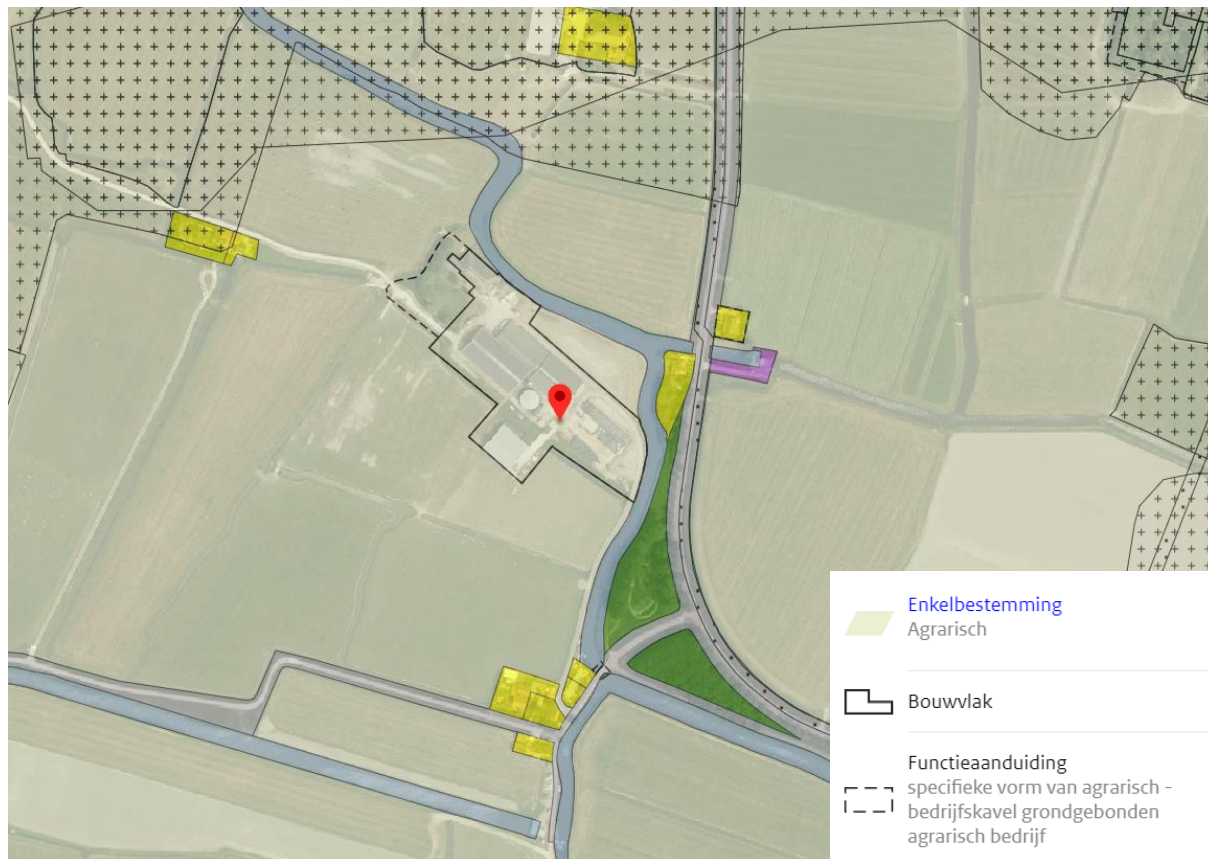 Enkelbestemming
Agrarisch
Bouwvlak
Functieaanduiding
specifieke vorm van agrarisch -
bedrijfskavel grondgebonden
agrarisch bedrijf